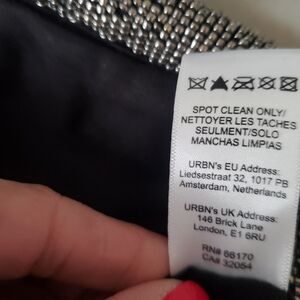 SPOT CLEAN ONLY/
NETTOYER LES TACHES
SEULMENT/SOLO
MANCHAS LIMPIAS
URBN's EU Address:
Liedsestraat 32, 1017 PB
Amsterdam, Netherlands
URBN's UK Address:
146 Brick Lane
London, E1 6RU
RN# 66170
CA# 32054